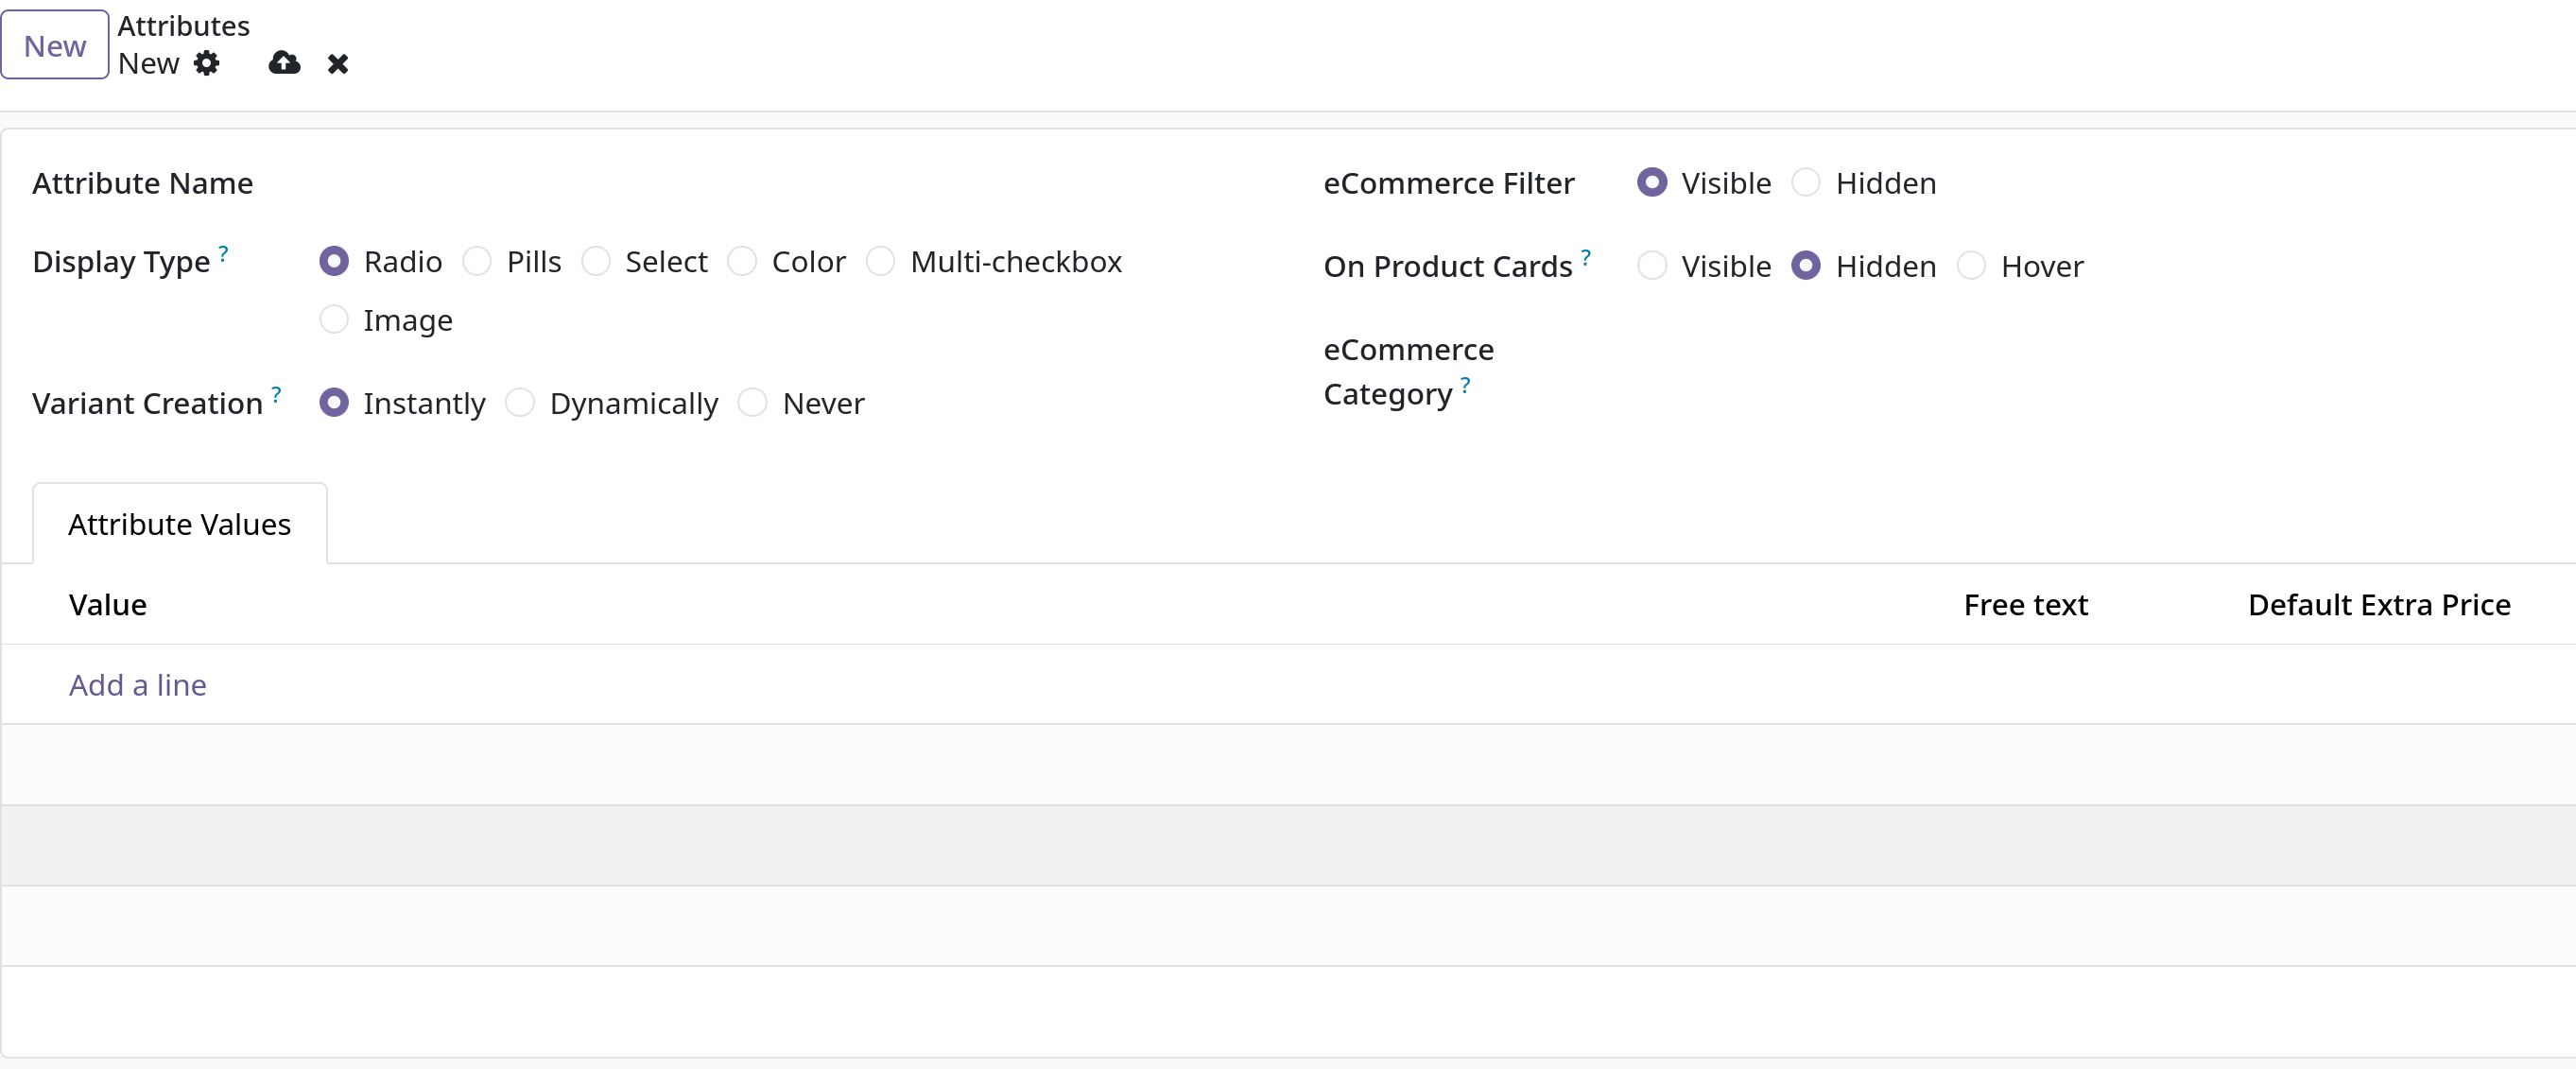 New
Attributes
New
Attribute Name
Display Type ? Radio Pills Select Color Multi-checkbox
Image
Variant Creation ? Instantly Dynamically Never
eCommerce Filter Visible Hidden
On Product Cards ? Visible Hidden Hover
eCommerce
Category ?
Attribute Values
Value Free text Default Extra Price
Add a line